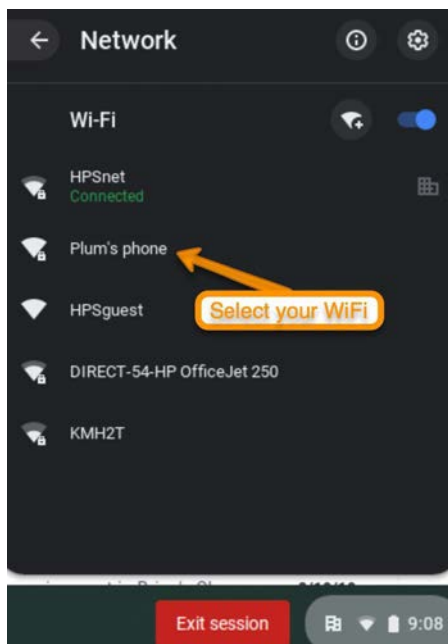 Network
Wi-Fi
HPSnet
Connected
Plum's phone
HPSguest
Select your WiFi
DIRECT-54-HP OfficeJet 250
KMH2T
Exit session
9:08